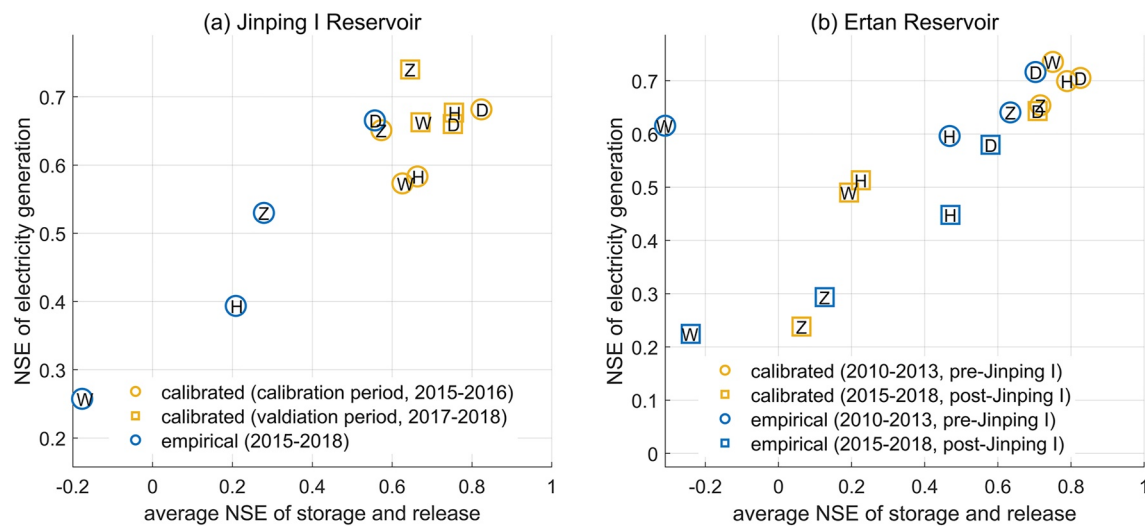 (a) Jinping I Reservoir
NSE of electricity generation
0.7
0.6
0.5
0.4
0.3
0.2
Z
H
D
W
D
D
Z
H
W
Z
H
W
calibrated (calibration period, 2015-2016)
calibrated (valdiation period, 2017-2018)
empirical (2015-2018)
-0.2 0 0.2 0.4 0.6 0.8 1
average NSE of storage and release
(b) Ertan Reservoir
NSE of electricity generation
0.7
0.6
0.5
0.4
0.3
0.2
0.1
0
W
D
D
H
Z
Z
D
W
H
D
H
W
H
Z
Z
W
calibrated (2010-2013, pre-Jinping I)
calibrated (2015-2018, post-Jinping I)
empirical (2010-2013, pre-Jinping I)
empirical (2015-2018, post-Jinping I)
-0.2 0 0.2 0.4 0.6 0.8 1
average NSE of storage and release